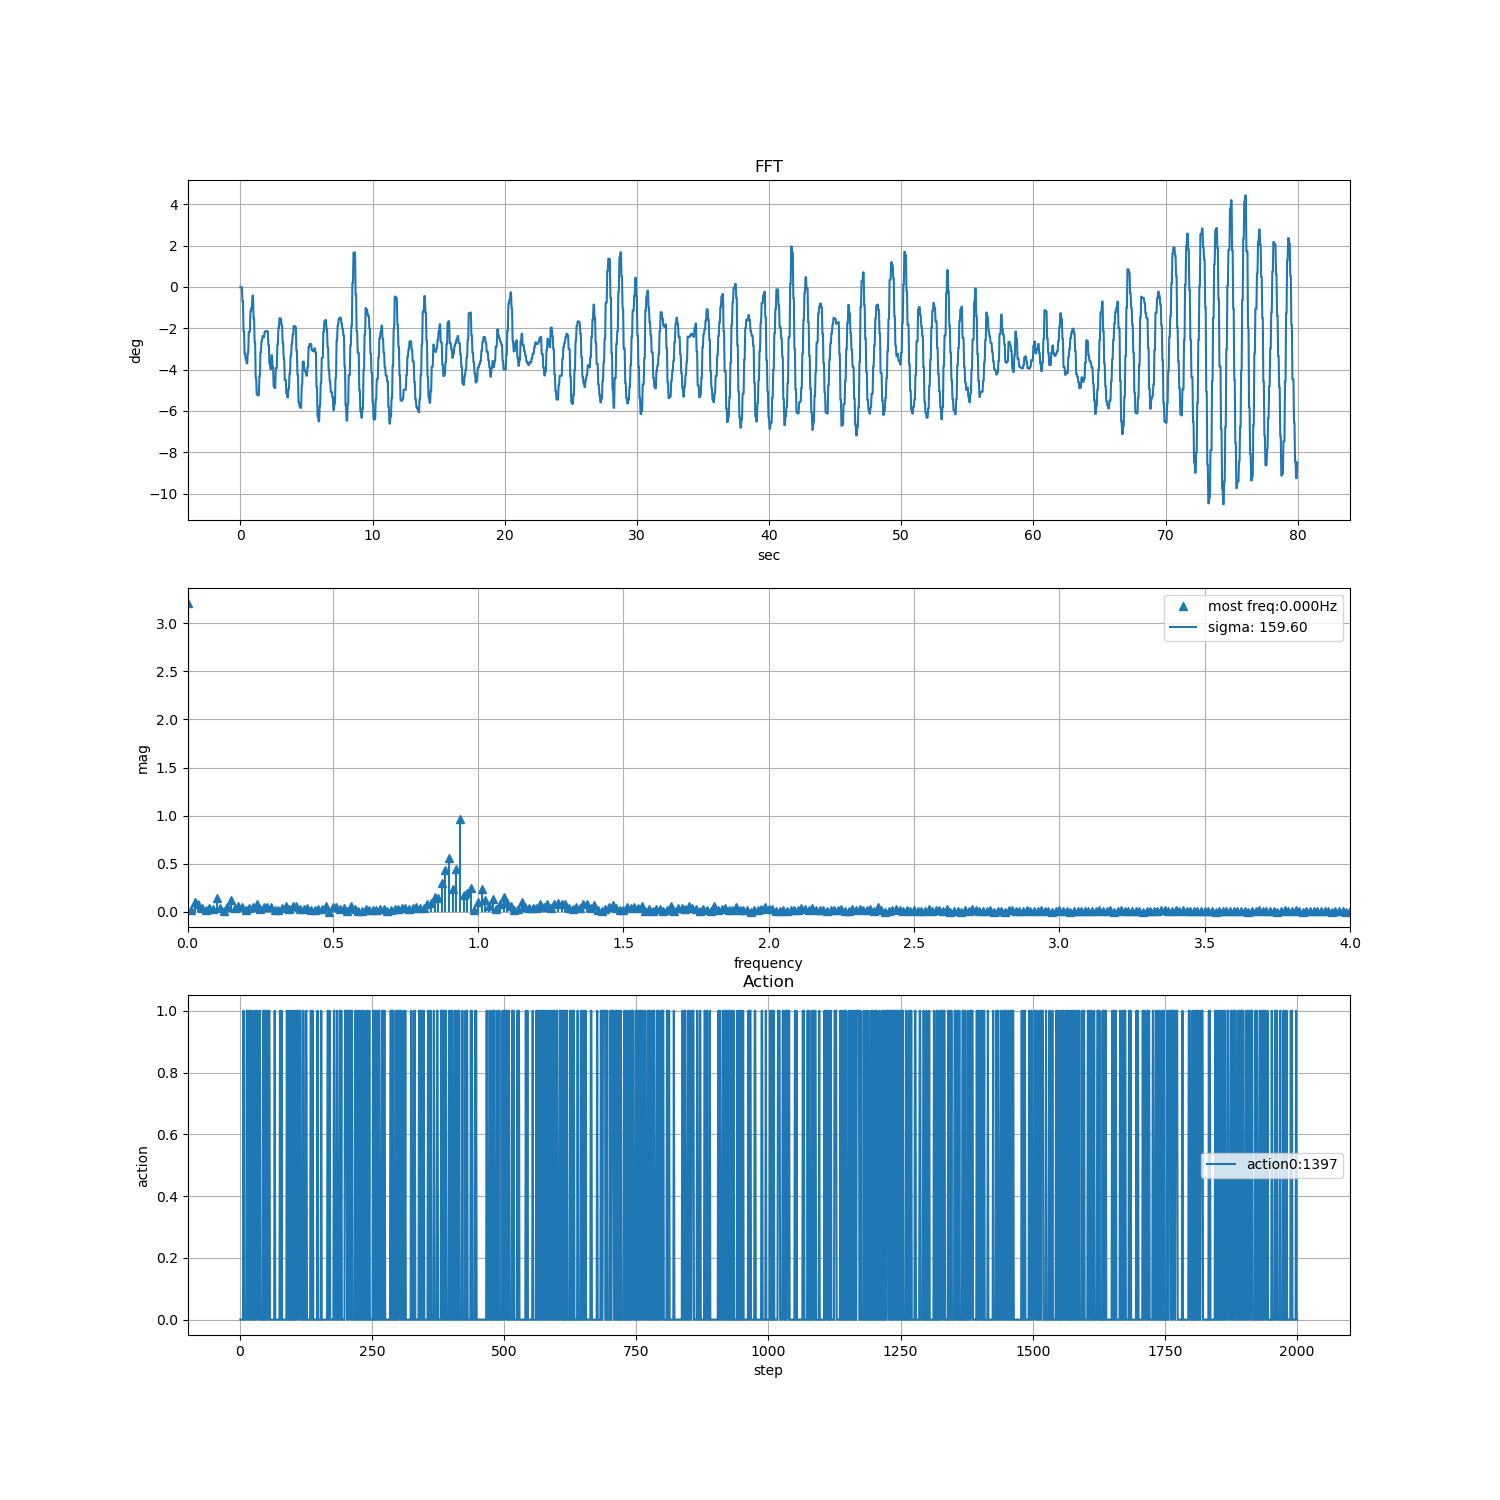 FFT
4
2
0
−2
−4
−6
−8
−10
deg
0 10 20 30 40 50 60 70 80
sec
most freq:0.000Hz
sigma: 159.60
3.0
2.5
2.0
1.5
1.0
0.5
0.0
mag
0.0 0.5 1.0 1.5 2.0 2.5 3.0 3.5 4.0
frequency
Action
1.0
0.8
0.6
0.4
0.2
0.0
action
action0:1397
0 250 500 750 1000 1250 1500 1750 2000
step